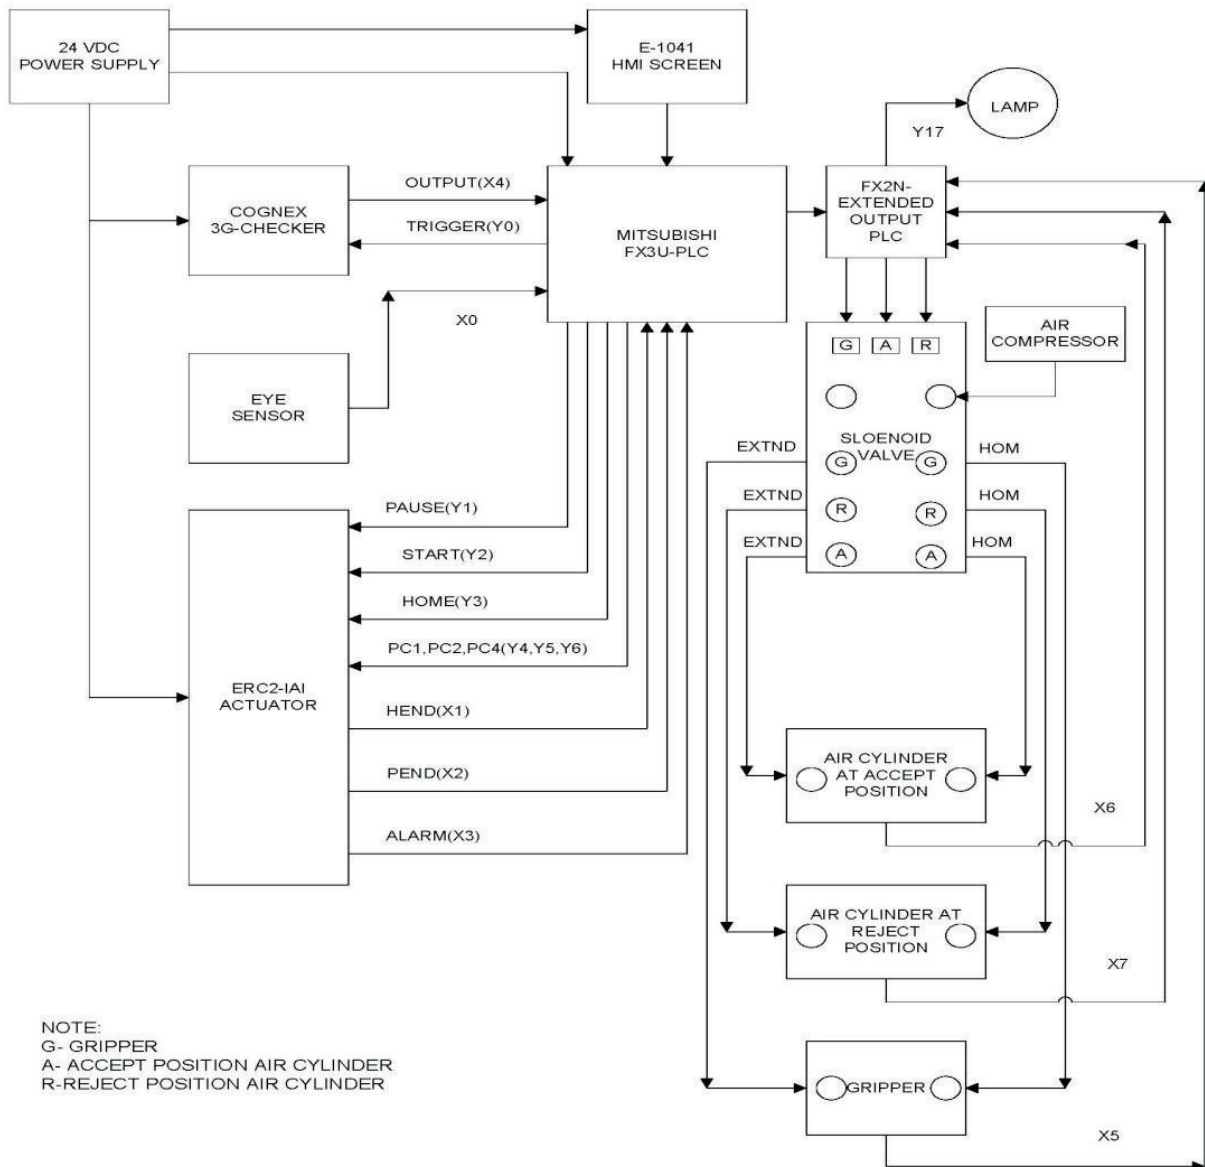 24 VDC
POWER SUPPLY
E-1041
HMI SCREEN
LAMP
Y17
COGNEX
3G-CHECKER
OUTPUT(X4)
TRIGGER(Y0)
MITSUBISHI
FX3U-PLC
FX2N-
EXTENDED
OUTPUT
PLC
X0
EYE
SENSOR
AIR
COMPRESSOR
G A R
SLOENOID
VALVE
EXTND
G G
HOM
EXTND
R R
HOM
EXTND
A A
HOM
PAUSE(Y1)
START(Y2)
HOME(Y3)
PC1,PC2,PC4(Y4,Y5,Y6)
ERC2-IAI
ACTUATOR
HEND(X1)
PEND(X2)
ALARM(X3)
AIR CYLINDER
AT ACCEPT
POSITION
X6
AIR CYLINDER AT
REJECT
POSITION
X7
GRIPPER
X5
NOTE:
G- GRIPPER
A- ACCEPT POSITION AIR CYLINDER
R-REJECT POSITION AIR CYLINDER